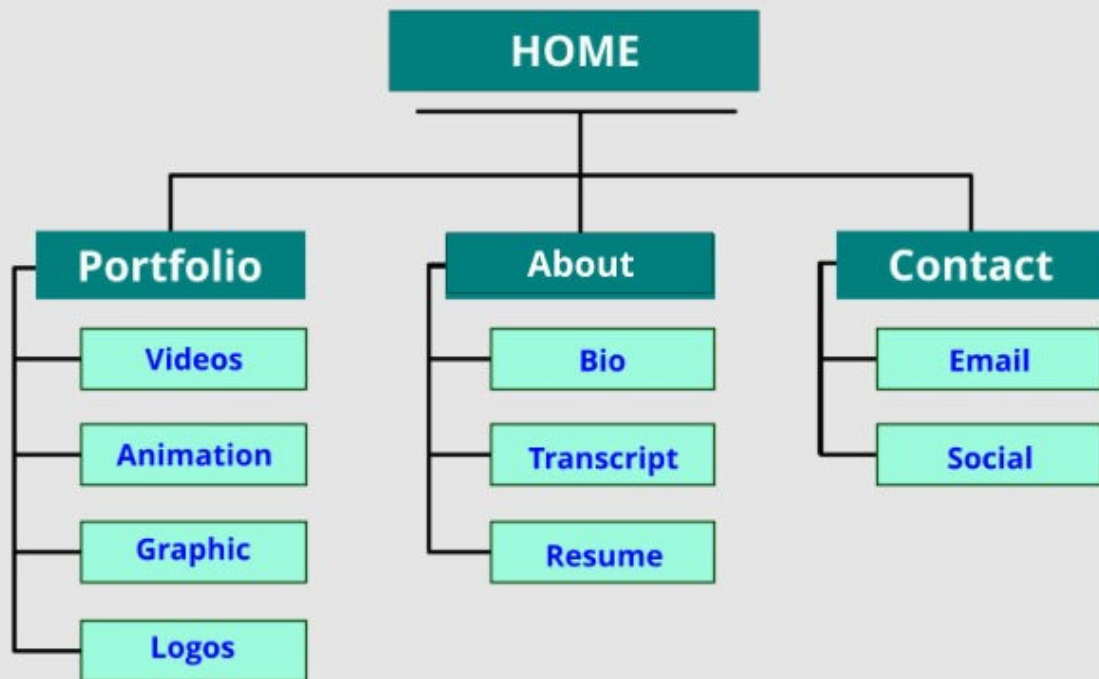 HOME
Portfolio
Videos
Animation
Graphic
Logos
About
Bio
Transcript
Resume
Contact
Email
Social